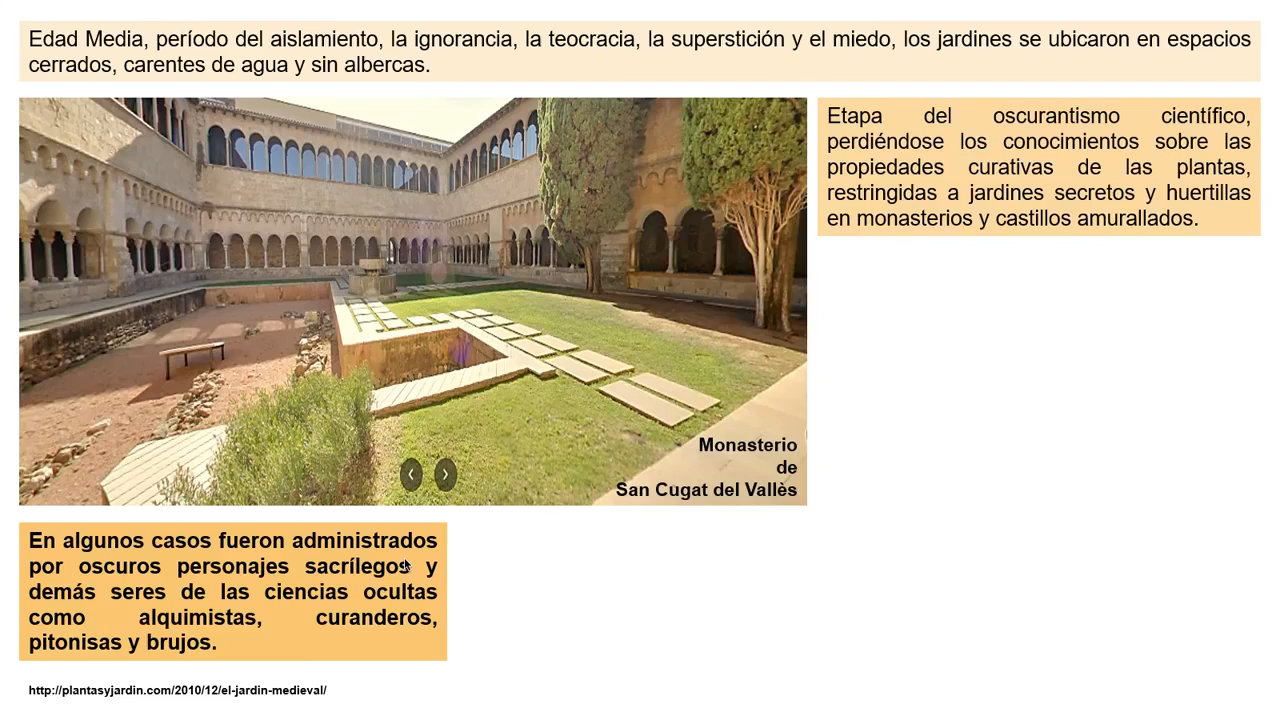 Edad Media, período del aislamiento, la ignorancia, la teocracia, la superstición y el miedo, los jardines se ubicaron en espacios
cerrados, carentes de agua y sin albercas.
Etapa del oscurantismo científico,
perdiéndose los conocimientos sobre las
propiedades curativas de las plantas,
restringidas a jardines secretos y huertillas
en monasterios y castillos amurallados.
Monasterio
de
San Cugat del Vallès
En algunos casos fueron administrados
por oscuros personajes sacrílegos y
demás seres de las ciencias ocultas
como alquimistas, curanderos,
pitonisas y brujos.
http://plantasyjardin.com/2010/12/el-jardin-medieval/